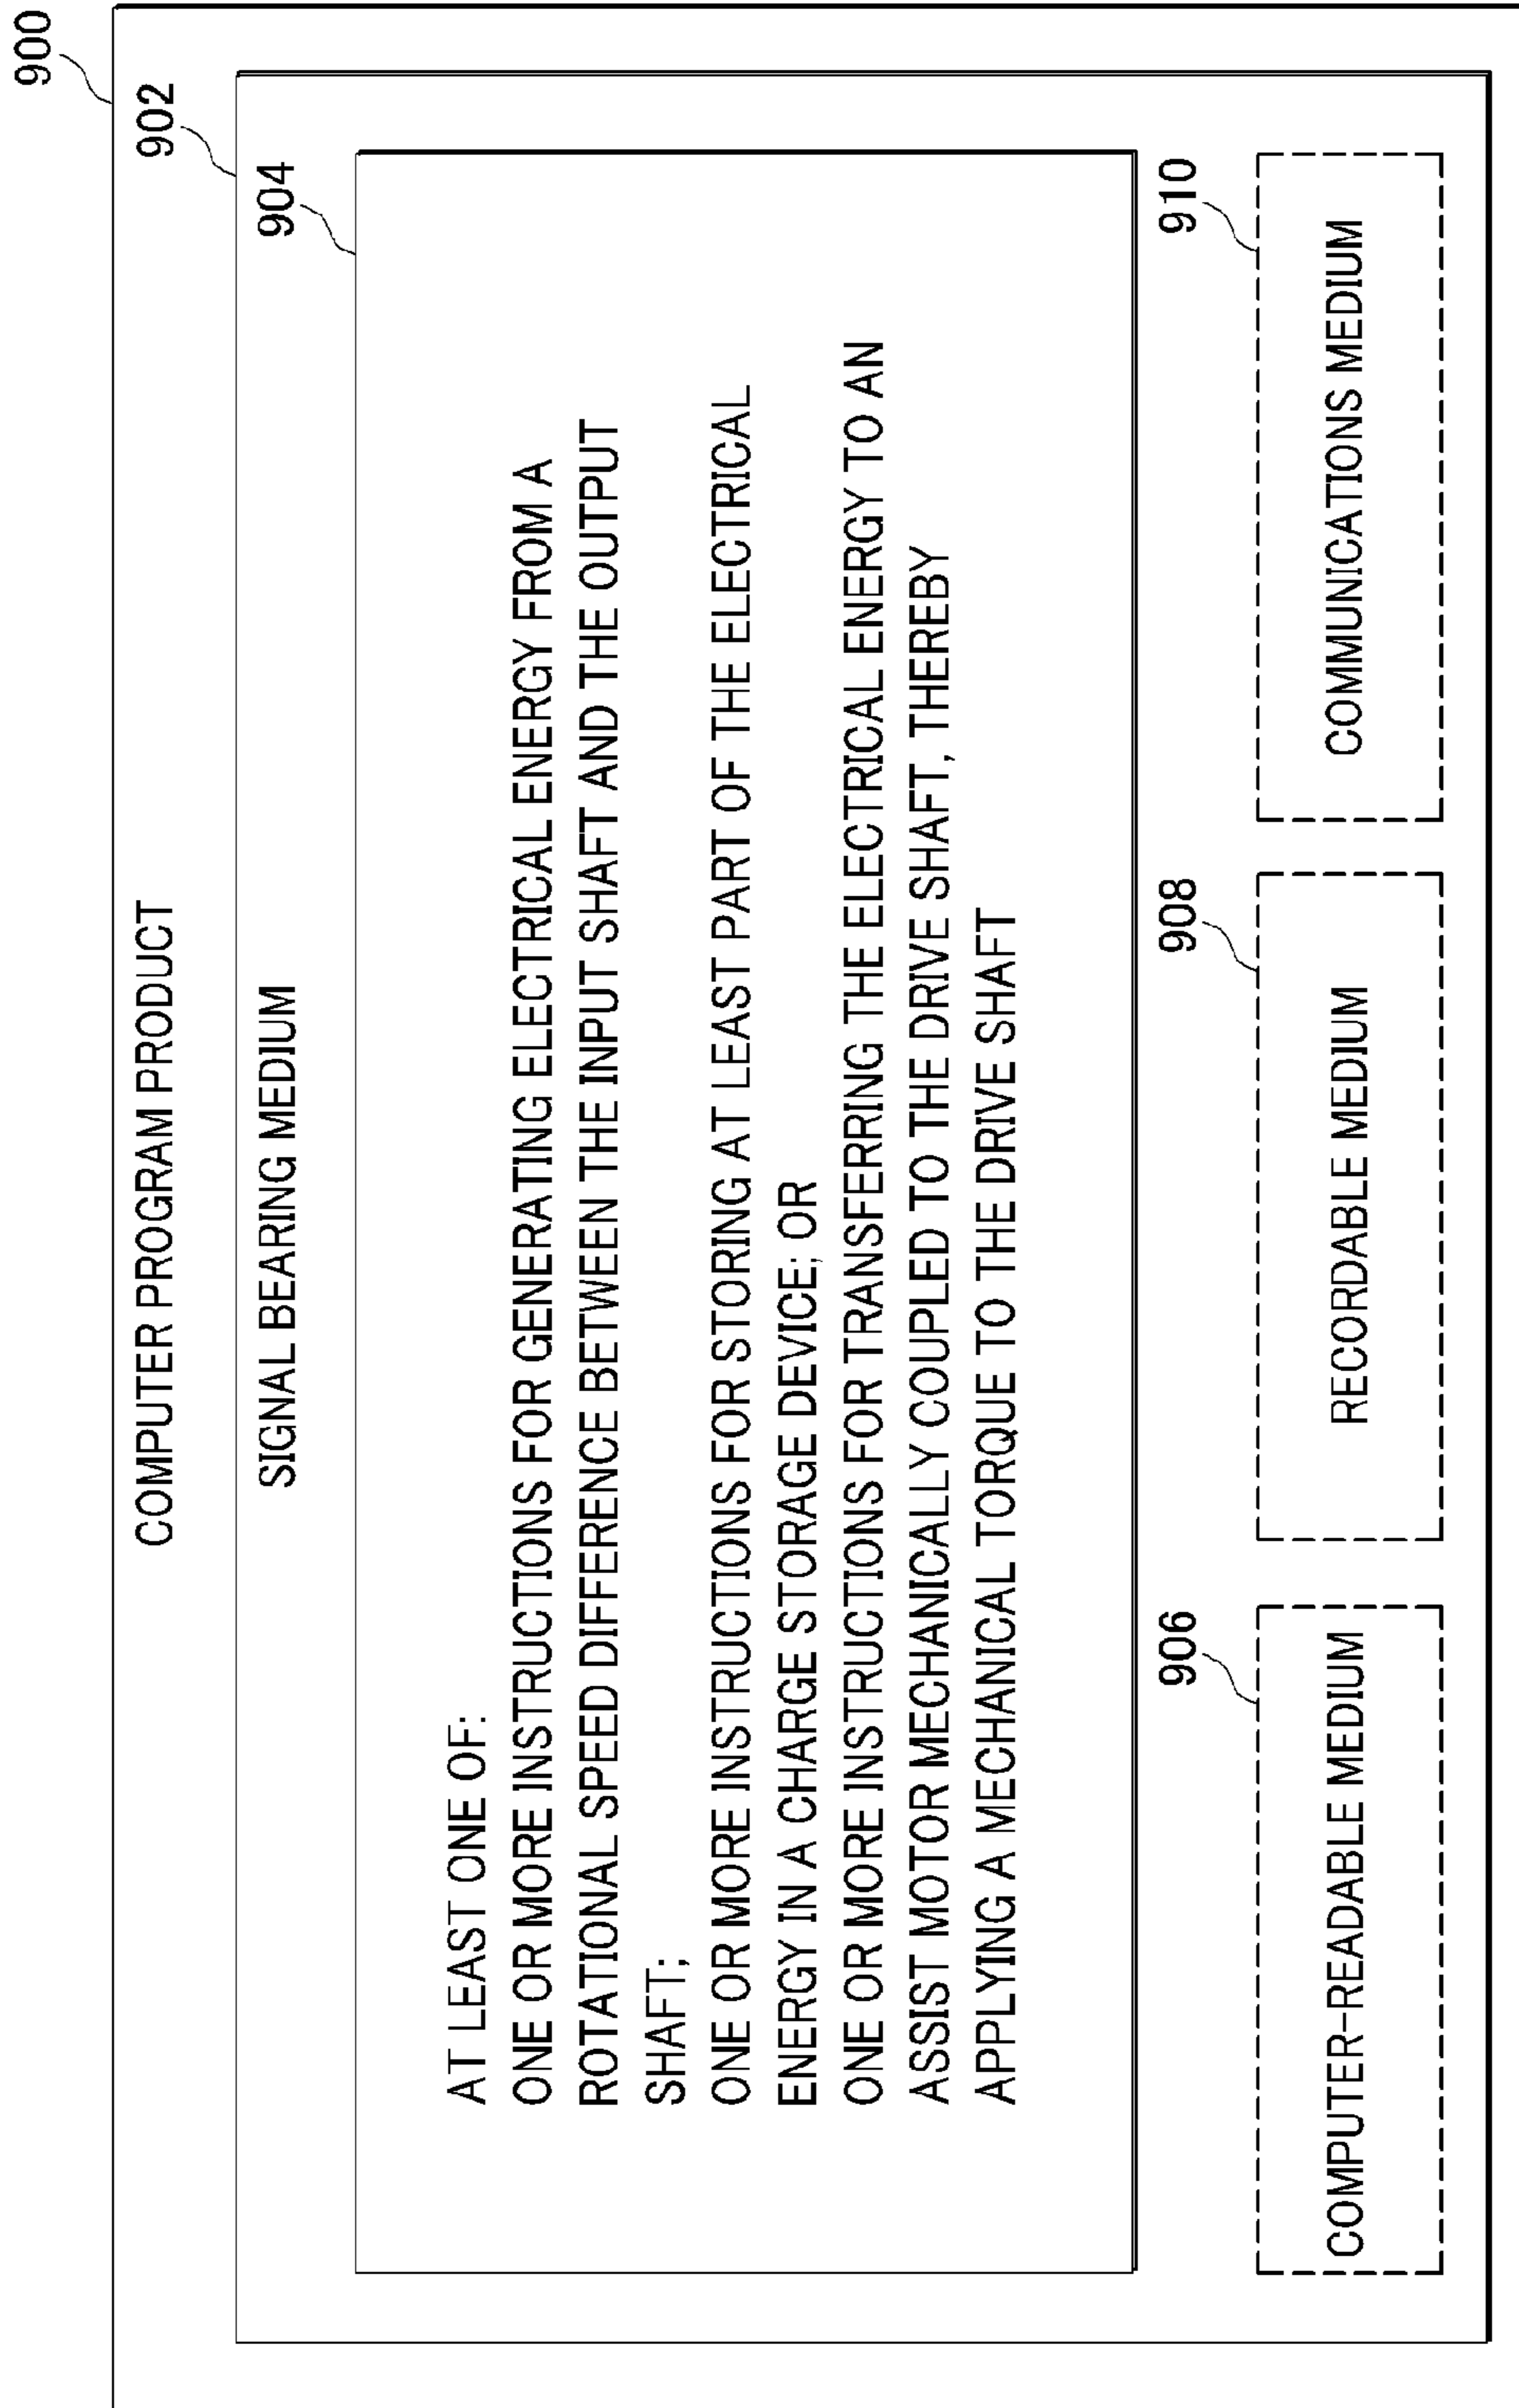 900
COMPUTER PROGRAM PRODUCT
902
SIGNAL BEARING MEDIUM
904
AT LEAST ONE OF:
ONE OR MORE INSTRUCTIONS FOR GENERATING ELECTRICAL ENERGY FROM A
ROTATIONAL SPEED DIFFERENCE BETWEEN THE INPUT SHAFT AND THE OUTPUT
SHAFT;
ONE OR MORE INSTRUCTIONS FOR STORING AT LEAST PART OF THE ELECTRICAL
ENERGY IN A CHARGE STORAGE DEVICE; OR
ONE OR MORE INSTRUCTIONS FOR TRANSFERRING THE ELECTRICAL ENERGY TO AN
ASSIST MOTOR MECHANICALLY COUPLED TO THE DRIVE SHAFT, THEREBY
APPLYING A MECHANICAL TORQUE TO THE DRIVE SHAFT
906
COMPUTER-READABLE MEDIUM
908
RECORDABLE MEDIUM
910
COMMUNICATIONS MEDIUM